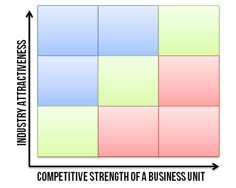 INDUSTRY ATTRACTIVENESS
COMPETITIVE STRENGTH OF A BUSINESS UNIT